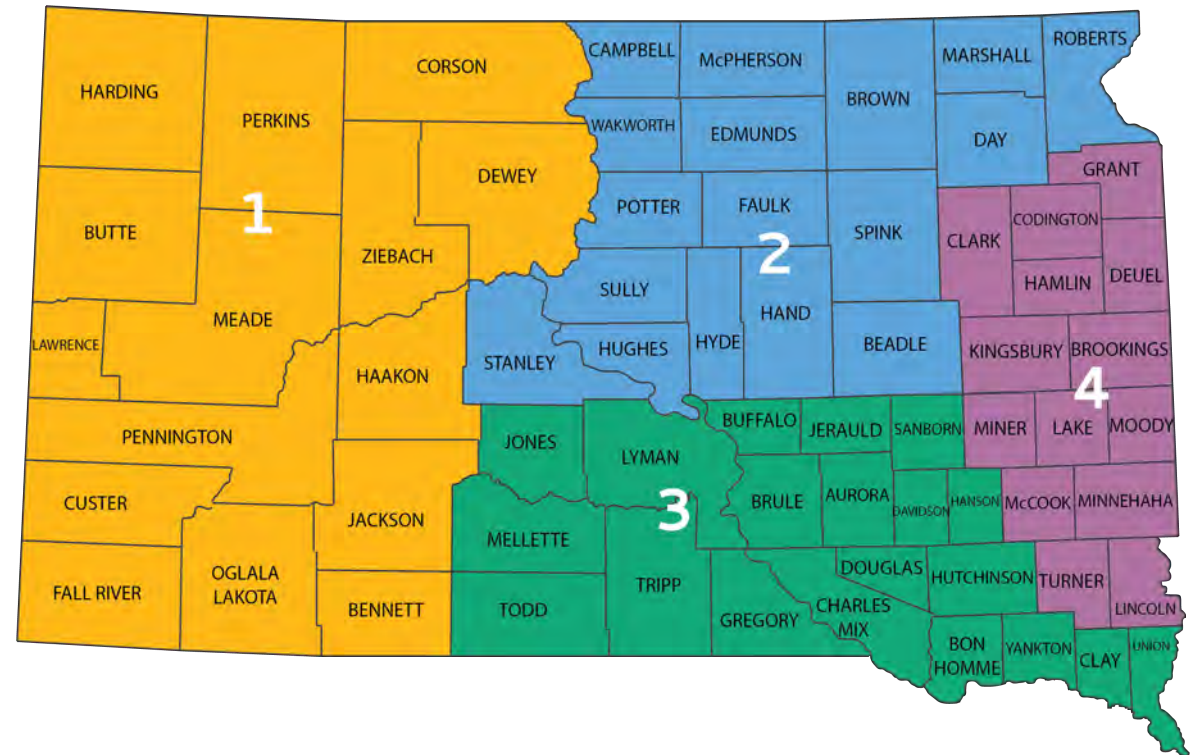 HARDING
PERKINS
CORSON
CAMPBELL
McPHERSON
BROWN
MARSHALL
ROBERTS
WAKWORTH
EDMUNDS
DAY
DEWEY
GRANT
BUTTE
1
ZIEBACH
POTTER
FAULK
SPINK
CLARK
CODINGTON
2
HAMLIN
DEUEL
SULLY
HAND
MEADE
LAWRENCE
HAAKON
STANLEY
HUGHES
HYDE
BEADLE
KINGSBURY
BROOKINGS
4
PENNINGTON
JONES
LYMAN
BUFFALO
JERAULD
SANBORN
MINER
LAKE
MOODY
CUSTER
JACKSON
3
BRULE
AURORA
DAVIDSON
HANSON
McCOOK
MINNEHAHA
MELLETTE
FALL RIVER
OGLALA
LAKOTA
BENNETT
TODD
TRIPP
GREGORY
CHARLES
MIX
DOUGLAS
HUTCHINSON
TURNER
LINCOLN
BON
HOMME
YANKTON
CLAY
UNION